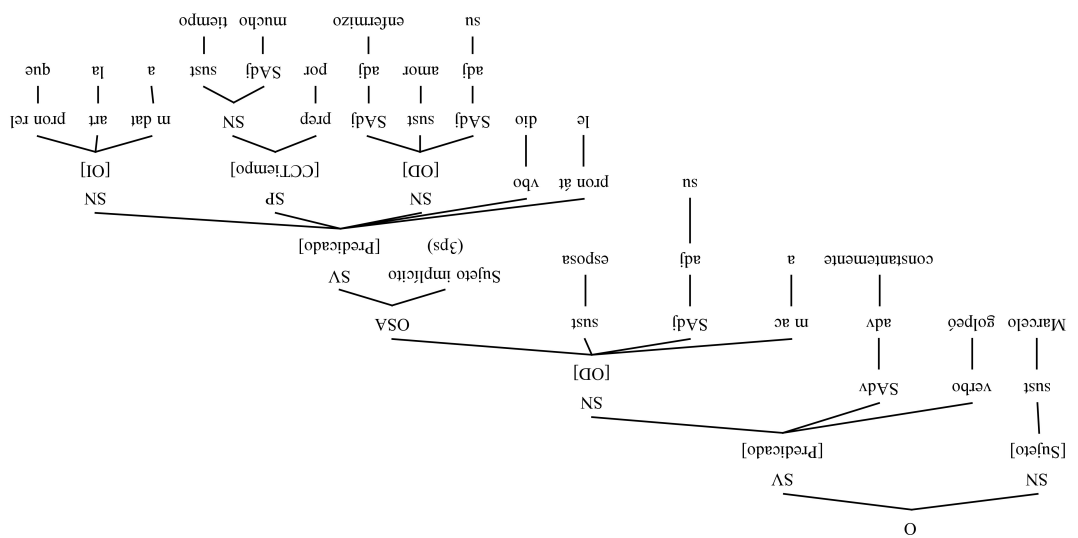 O
SN SV
[Sujeto] [Predicado]
SN
sust verbo SAdv
[OD]
Marcelo golpeó adv m ac SAdj sust OSA
Sujeto implícito SV
constantemente a adj esposa
(3ps) [Predicado]
SN SP SN
su pron át vbo
[OD] [CCTiempo] [OI]
le dio SAdj sust SAdj prep SN m dat art pron rel
adj amor adj por SAdj sust a la que
su enfermizo mucho tiempo